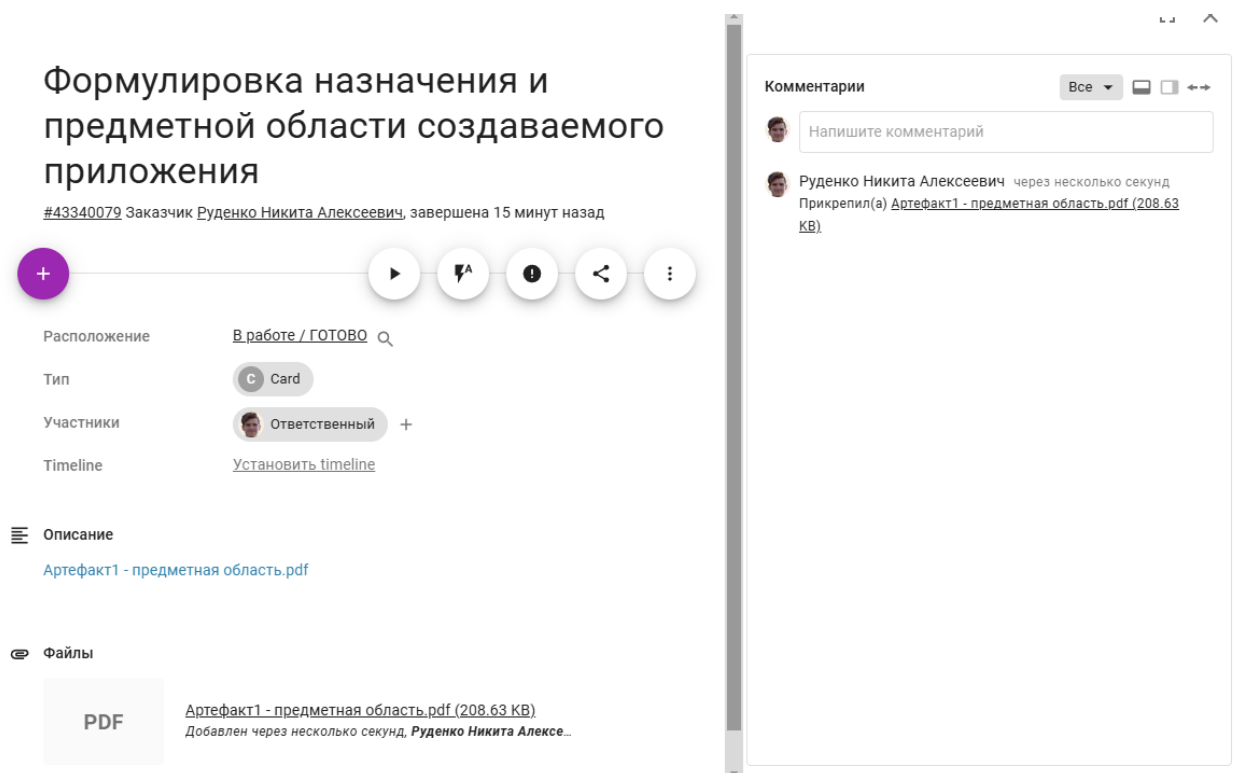 Формулировка назначения и
предметной области создаваемого
приложения
#43340079 Заказчик Руденко Никита Алексеевич, завершена 15 минут назад
Расположение В работе / ГОТОВО
Тип C Card
Участники Ответственный
Timeline Установить timeline
Описание
Артефакт1 - предметная область.pdf
Файлы
PDF
Артефакт1 - предметная область.pdf (208.63 KB)
Добавлен через несколько секунд, Руденко Никита Алексе...
Комментарии Все
Напишите комментарий
Руденко Никита Алексеевич через несколько секунд
Прикрепил(а) Артефакт1 - предметная область.pdf (208.63
KB)